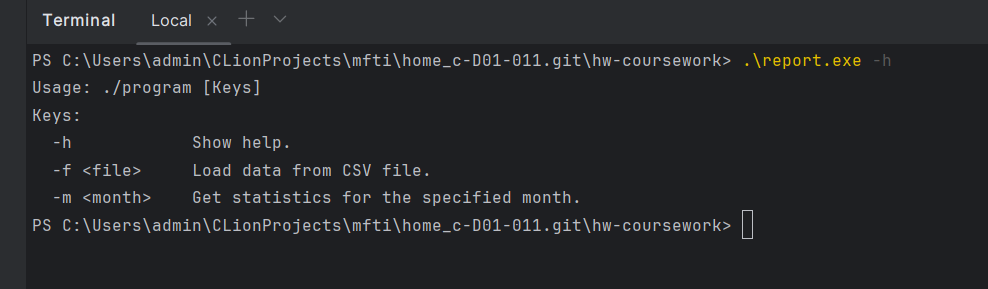 Terminal Local
PS C:\Users\admin\CLionProjects\mfti\home_c-D01-011.git\hw-coursework> .\report.exe -h
Usage: ./program [Keys]
Keys:
  -h            Show help.
  -f <file>     Load data from CSV file.
  -m <month>    Get statistics for the specified month.
PS C:\Users\admin\CLionProjects\mfti\home_c-D01-011.git\hw-coursework>